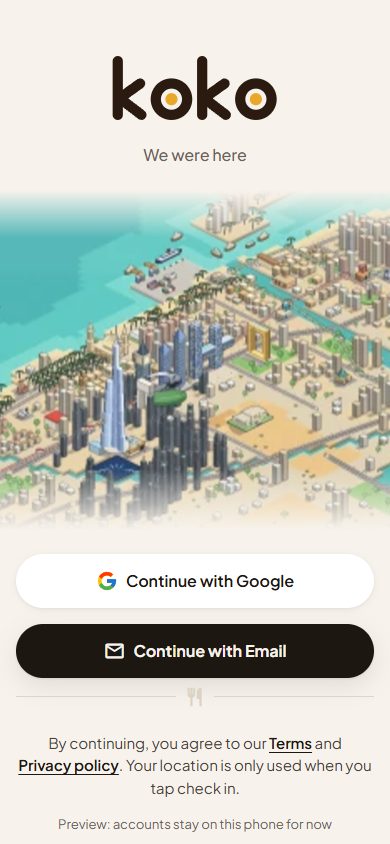 koko
We were here
Continue with Google
Continue with Email
By continuing, you agree to our Terms and
Privacy policy. Your location is only used when you
tap check in.
Preview: accounts stay on this phone for now